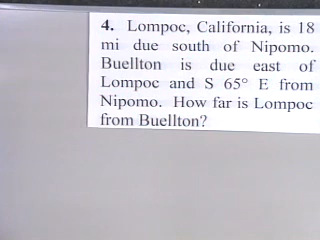 4. Lompoc, California, is 18
mi due south of Nipomo.
Buellton is due east of
Lompoc and S 65° E from
Nipomo. How far is Lompoc
from Buellton?